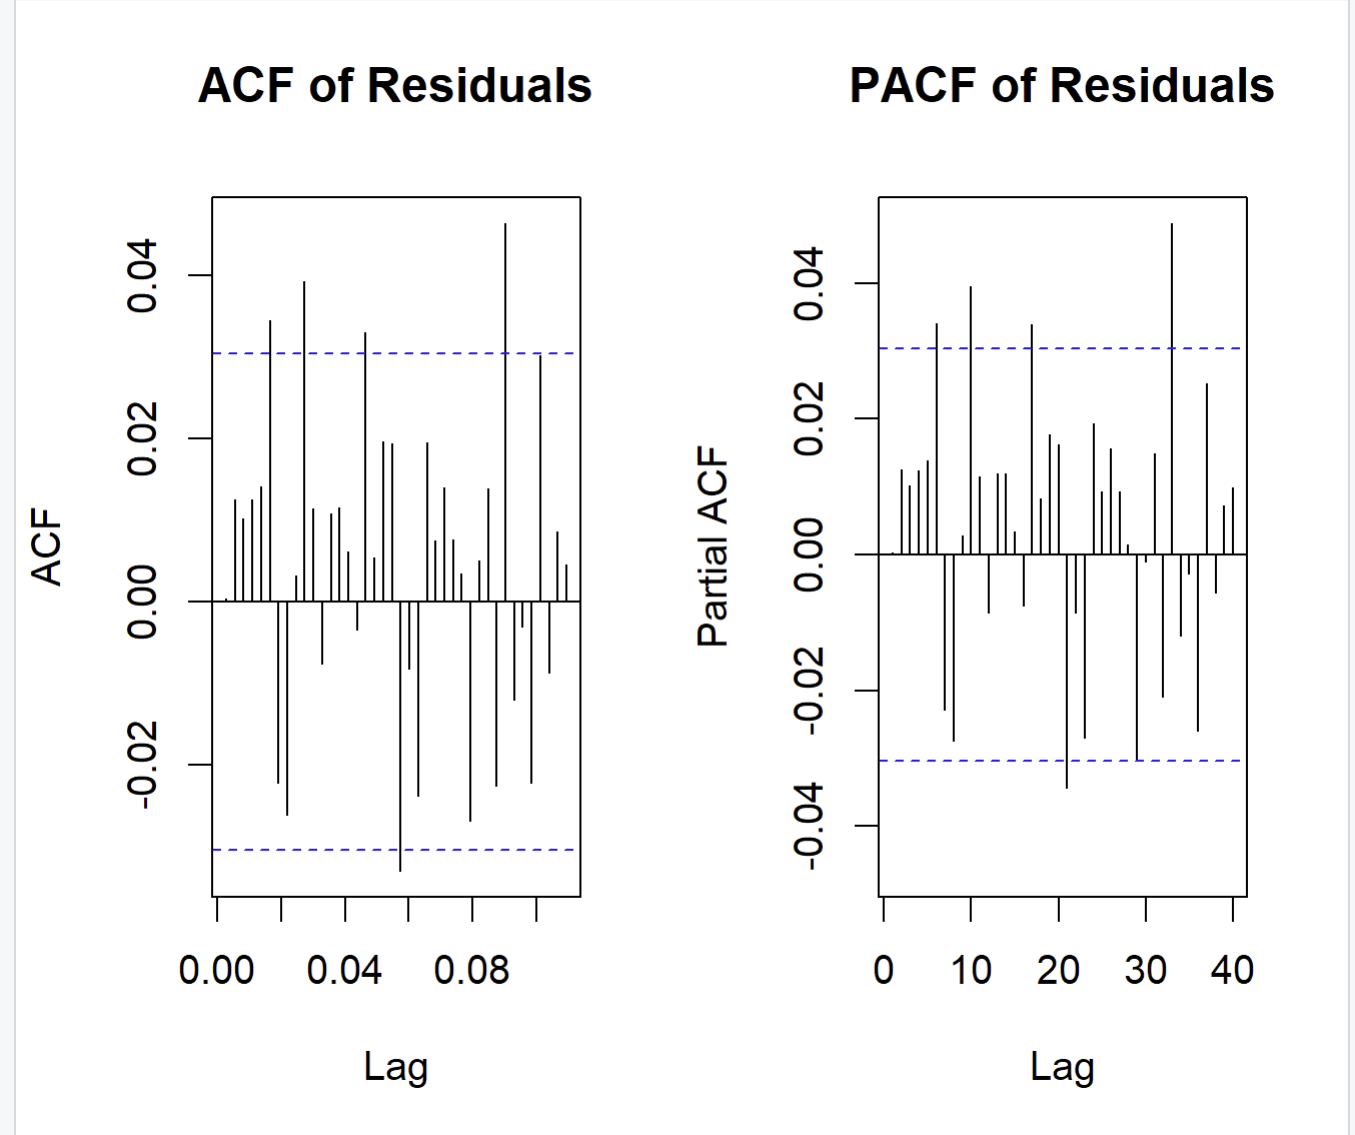 ACF of Residuals
ACF
0.04
0.02
0.00
-0.02
0.00 0.04 0.08
Lag
PACF of Residuals
Partial ACF
0.04
0.02
0.00
-0.02
-0.04
0 10 20 30 40
Lag